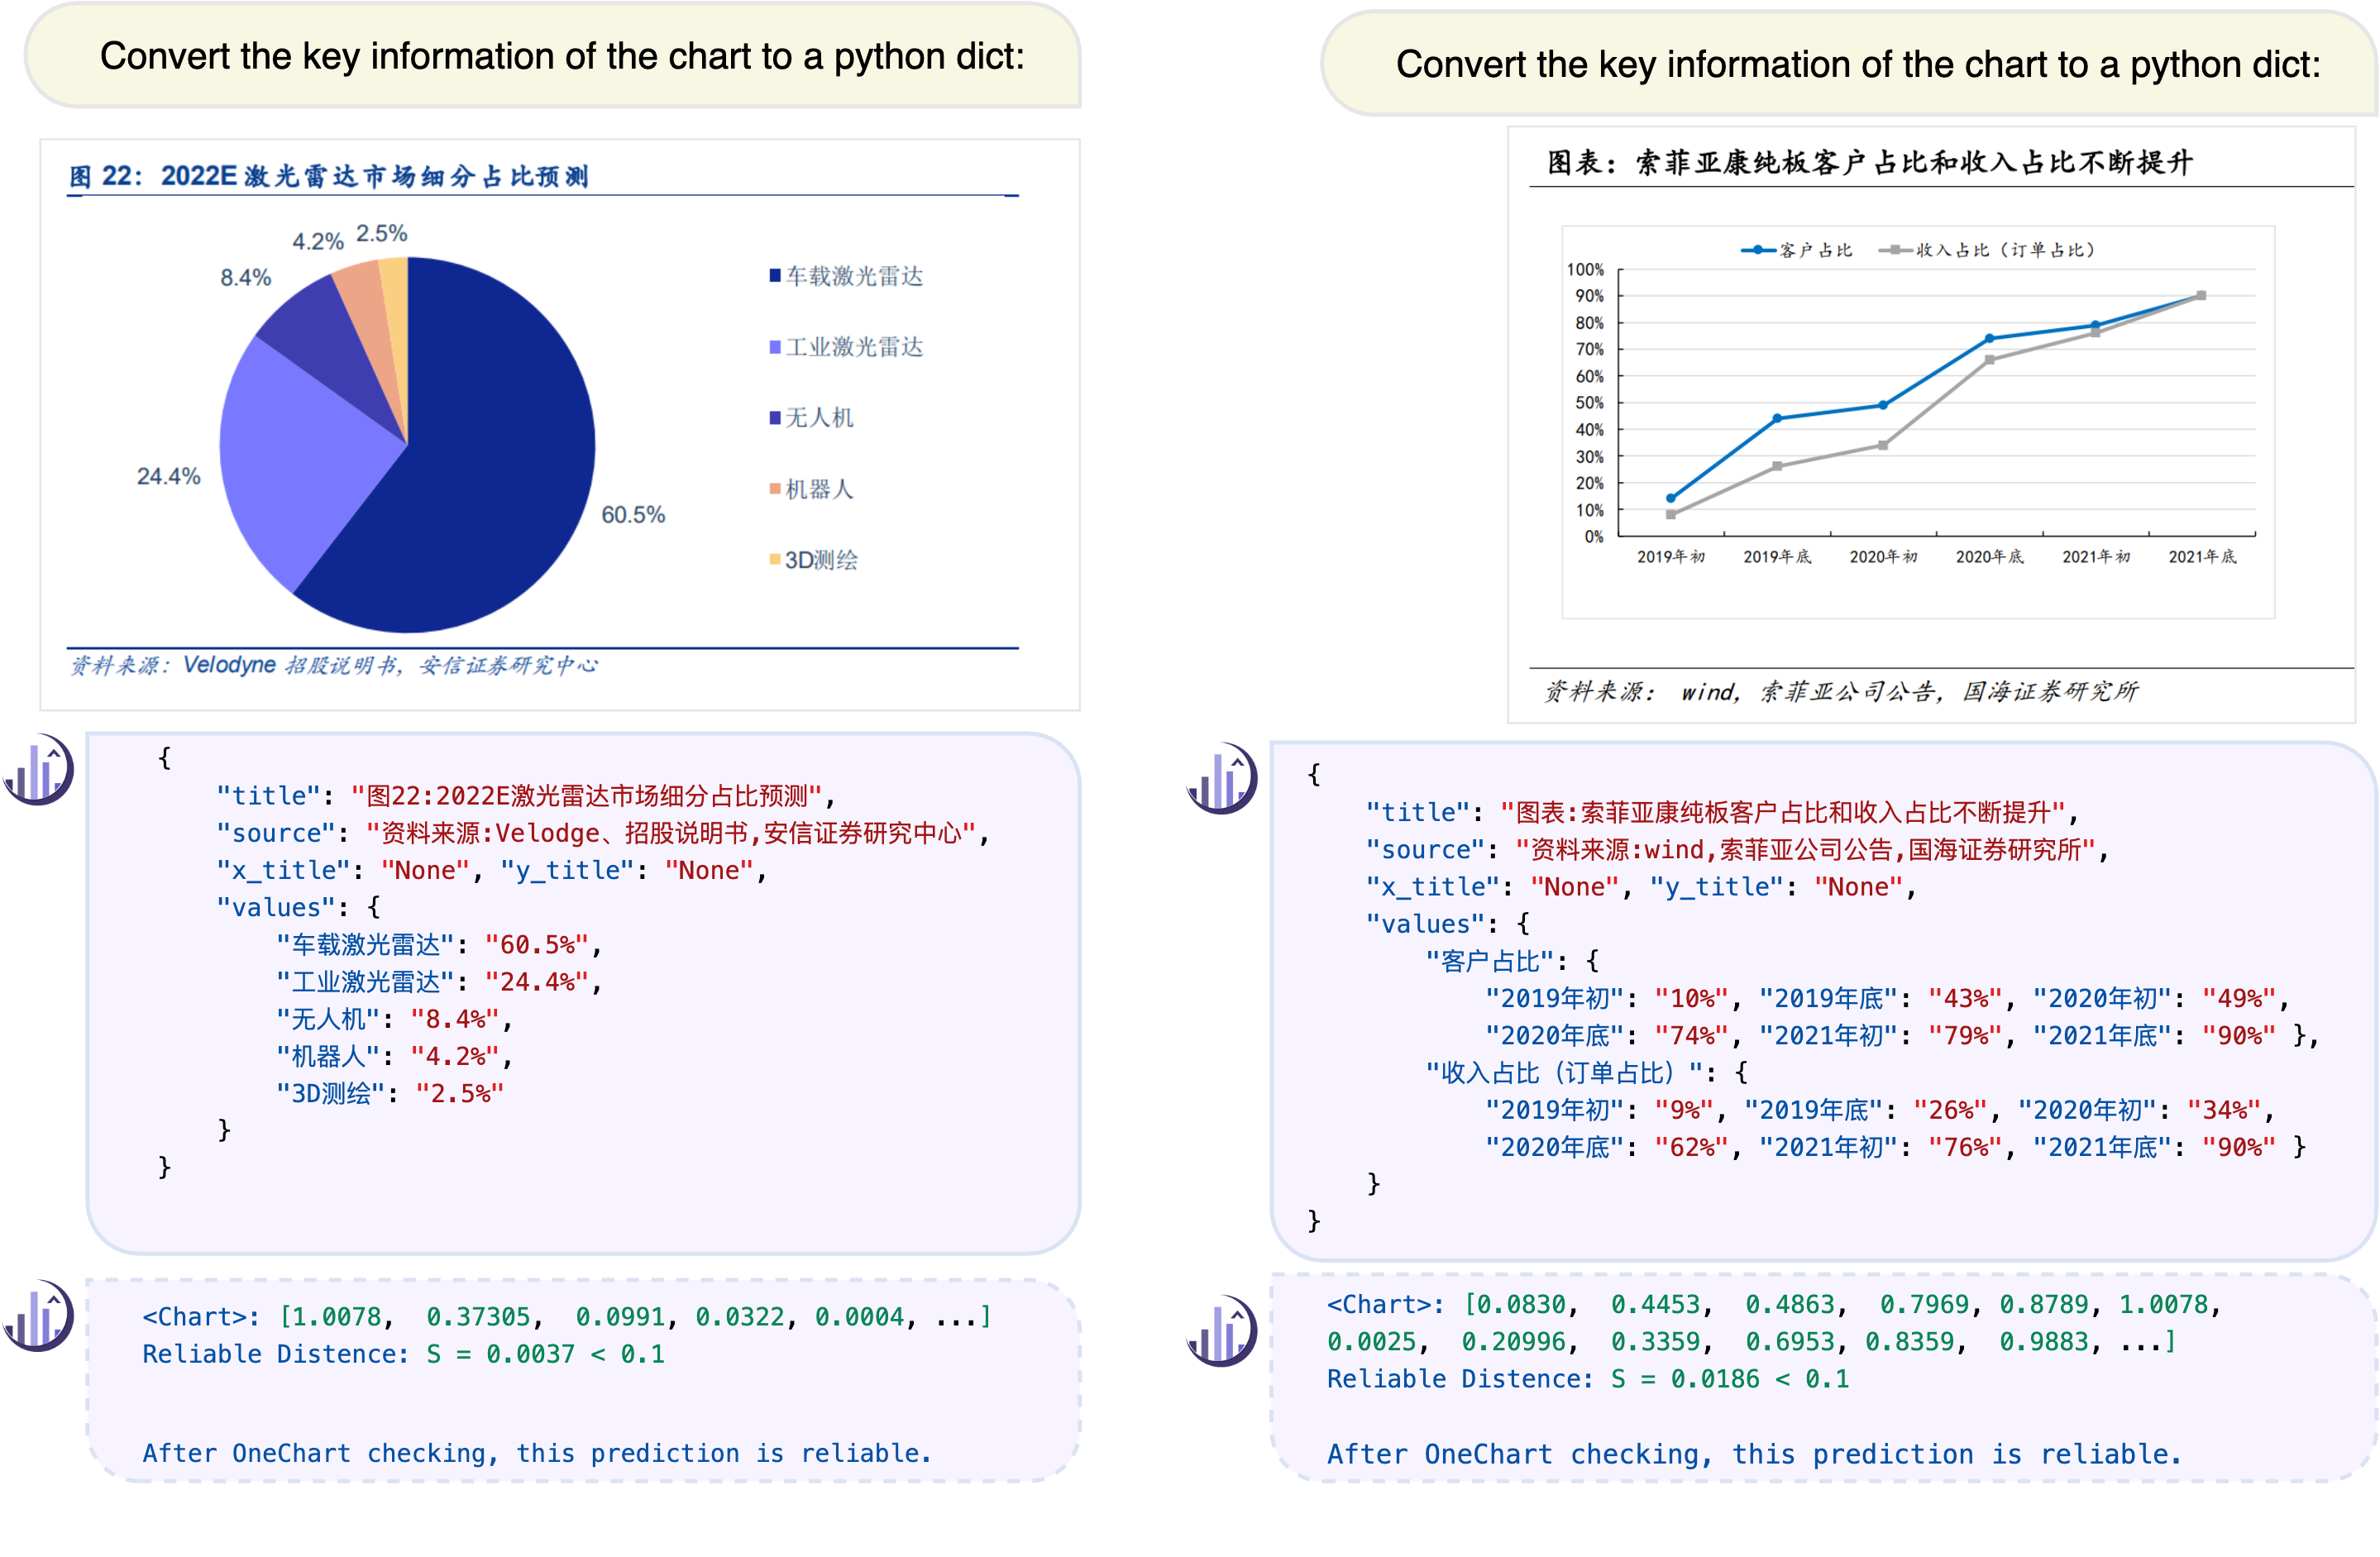 Convert the key information of the chart to a python dict:
图 22：2022E 激光雷达市场细分占比预测
2.5%
4.2%
8.4%
24.4%
60.5%
车载激光雷达
工业激光雷达
无人机
机器人
3D测绘
资料来源：Velodyne 招股说明书，安信证券研究中心
{
"title": "图22:2022E激光雷达市场细分占比预测",
"source": "资料来源:Velodge、招股说明书,安信证券研究中心",
"x_title": "None", "y_title": "None",
"values": {
"车载激光雷达": "60.5%",
"工业激光雷达": "24.4%",
"无人机": "8.4%",
"机器人": "4.2%",
"3D测绘": "2.5%"
}
}
<Chart>: [1.0078, 0.37305, 0.0991, 0.0322, 0.0004, ...]
Reliable Distence: S = 0.0037 < 0.1
After OneChart checking, this prediction is reliable.
Convert the key information of the chart to a python dict:
图表：索菲亚康纯板客户占比和收入占比不断提升
客户占比 收入占比（订单占比）
100%
90%
80%
70%
60%
50%
40%
30%
20%
10%
0%
2019年初 2019年底 2020年初 2020年底 2021年初 2021年底
资料来源： wind，索菲亚公司公告，国海证券研究所
{
"title": "图表:索菲亚康纯板客户占比和收入占比不断提升",
"source": "资料来源:wind,索菲亚公司公告,国海证券研究所",
"x_title": "None", "y_title": "None",
"values": {
"客户占比": {
"2019年初": "10%", "2019年底": "43%", "2020年初": "49%",
"2020年底": "74%", "2021年初": "79%", "2021年底": "90%" },
"收入占比（订单占比）": {
"2019年初": "9%", "2019年底": "26%", "2020年初": "34%",
"2020年底": "62%", "2021年初": "76%", "2021年底": "90%" }
}
}
<Chart>: [0.0830, 0.4453, 0.4863, 0.7969, 0.8789, 1.0078,
0.0025, 0.20996, 0.3359, 0.6953, 0.8359, 0.9883, ...]
Reliable Distence: S = 0.0186 < 0.1
After OneChart checking, this prediction is reliable.